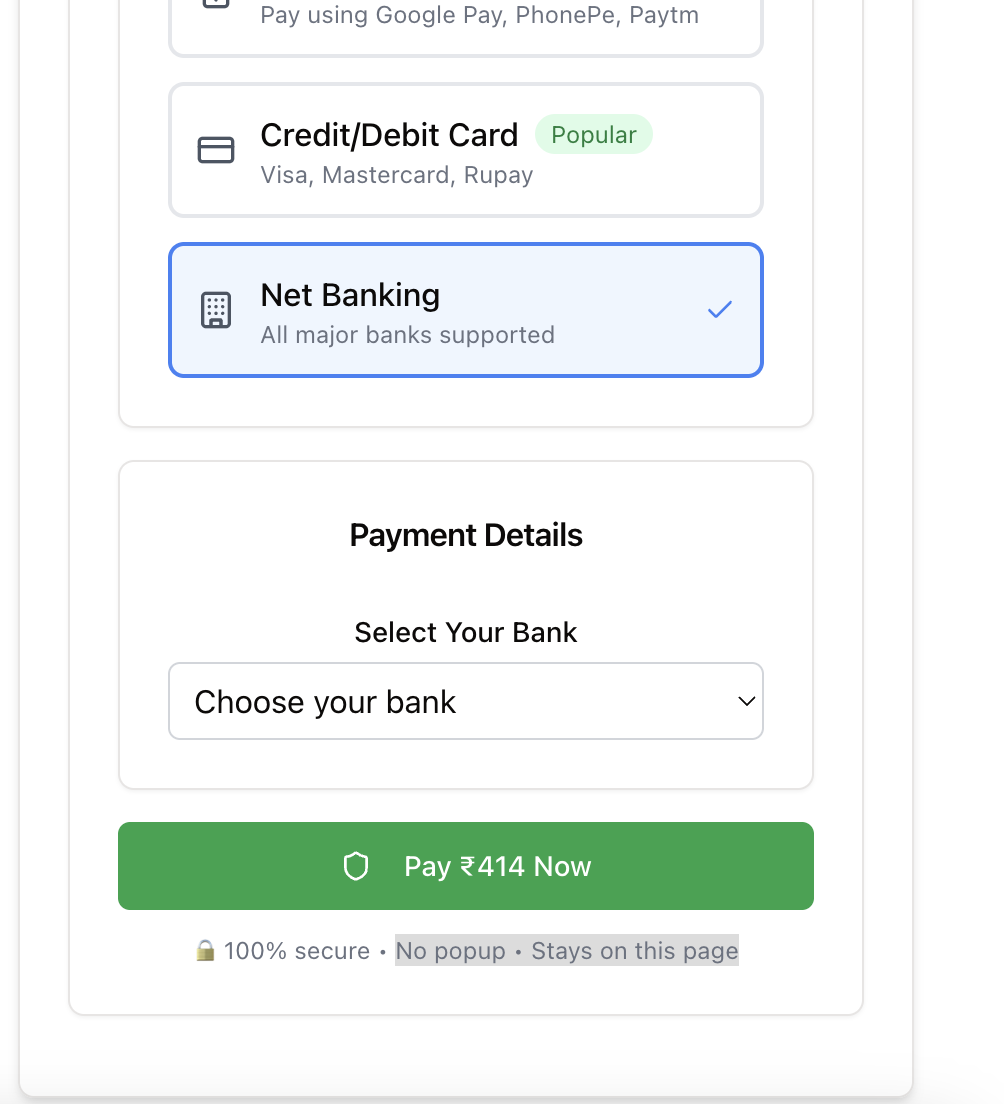 Pay using Google Pay, PhonePe, Paytm
Credit/Debit Card Popular
Visa, Mastercard, Rupay
Net Banking
All major banks supported
Payment Details
Select Your Bank
Choose your bank
Pay ₹414 Now
🔒 100% secure • No popup • Stays on this page